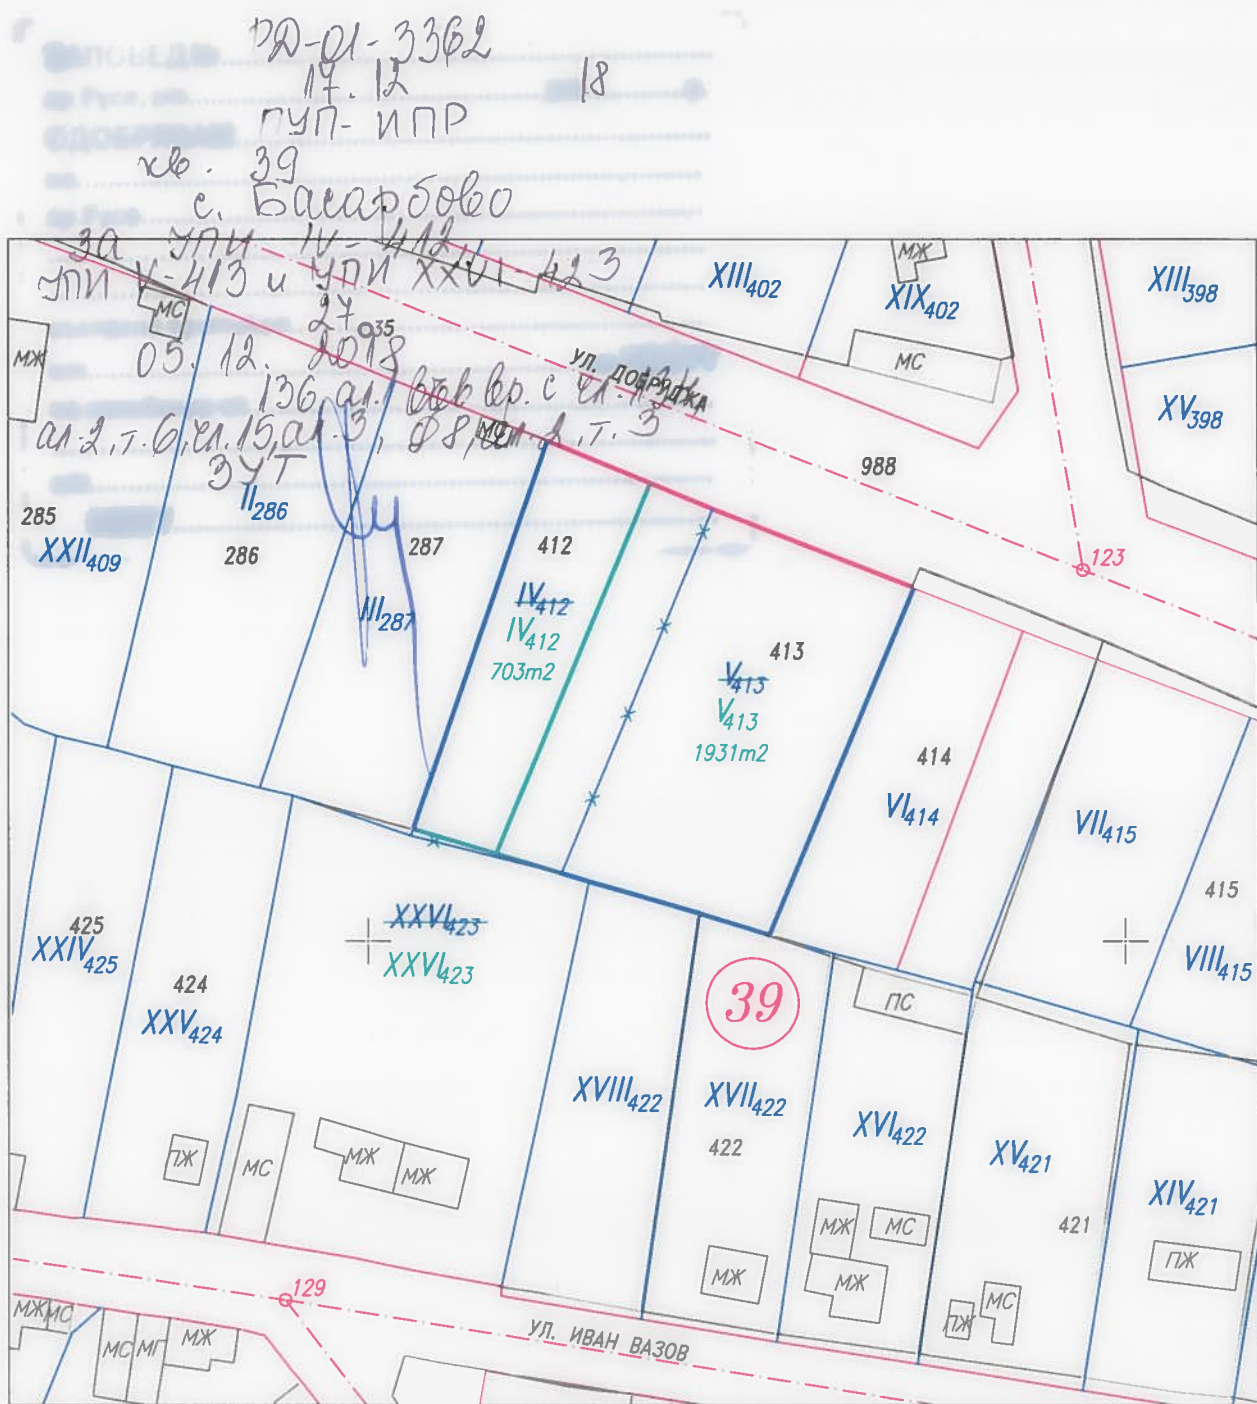 РД-01-3362
17.12 18
ПУП-ИПР
кв. 39
с. Басарбово
за УПИ IV-412,
УПИ V-413 и УПИ XXVI-423
27
05.12.2018
136, ал.1 във вр. с чл.
ал.2, т.6, чл.15, ал.3, т.3
ЗУТ
МЖ
XIII402
XIX402
XIII398
МС
935
УЛ. ДОБРУДЖА
МС
МЖ
XV398
МС
988
285
XXII409
II286
286
287
412
123
IV412
IV412
703m2
III287
413
V413
V413
1931m2
414
VI414
VII415
415
VIII415
425
XXIV425
424
XXV424
XXVI423
XXVI423
39
ПС
XVIII422
XVII422
422
XVI422
XV421
421
XIV421
ПЖ
МС
МЖ
МЖ
МЖ
МС
МЖ
МЖ
ПЖ
МС
ПЖ
129
УЛ. ИВАН ВАЗОВ
МЖ
МС
МС
МГ
МЖ